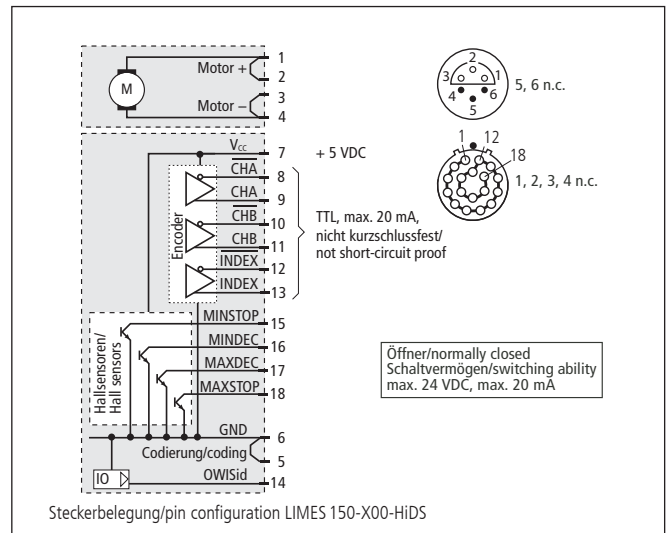 Motor +
1
2
M
Motor –
3
4
2
3 1
4 6
5
5, 6 n.c.
VCC 7 + 5 VDC
CHA 8
CHA 9
CHB 10
CHB 11
INDEX 12
INDEX 13
Encoder
TTL, max. 20 mA,
nicht kurzschlussfest/
not short-circuit proof
1 12
18
1, 2, 3, 4 n.c.
Hallsensoren/
Hall sensors
MINSTOP 15
MINDEC 16
MAXDEC 17
MAXSTOP 18
GND 6
Codierung/coding
5
IO
OWISid 14
Öffner/normally closed
Schaltvermögen/switching ability
max. 24 VDC, max. 20 mA
Steckerbelegung/pin configuration LIMES 150-X00-HiDS